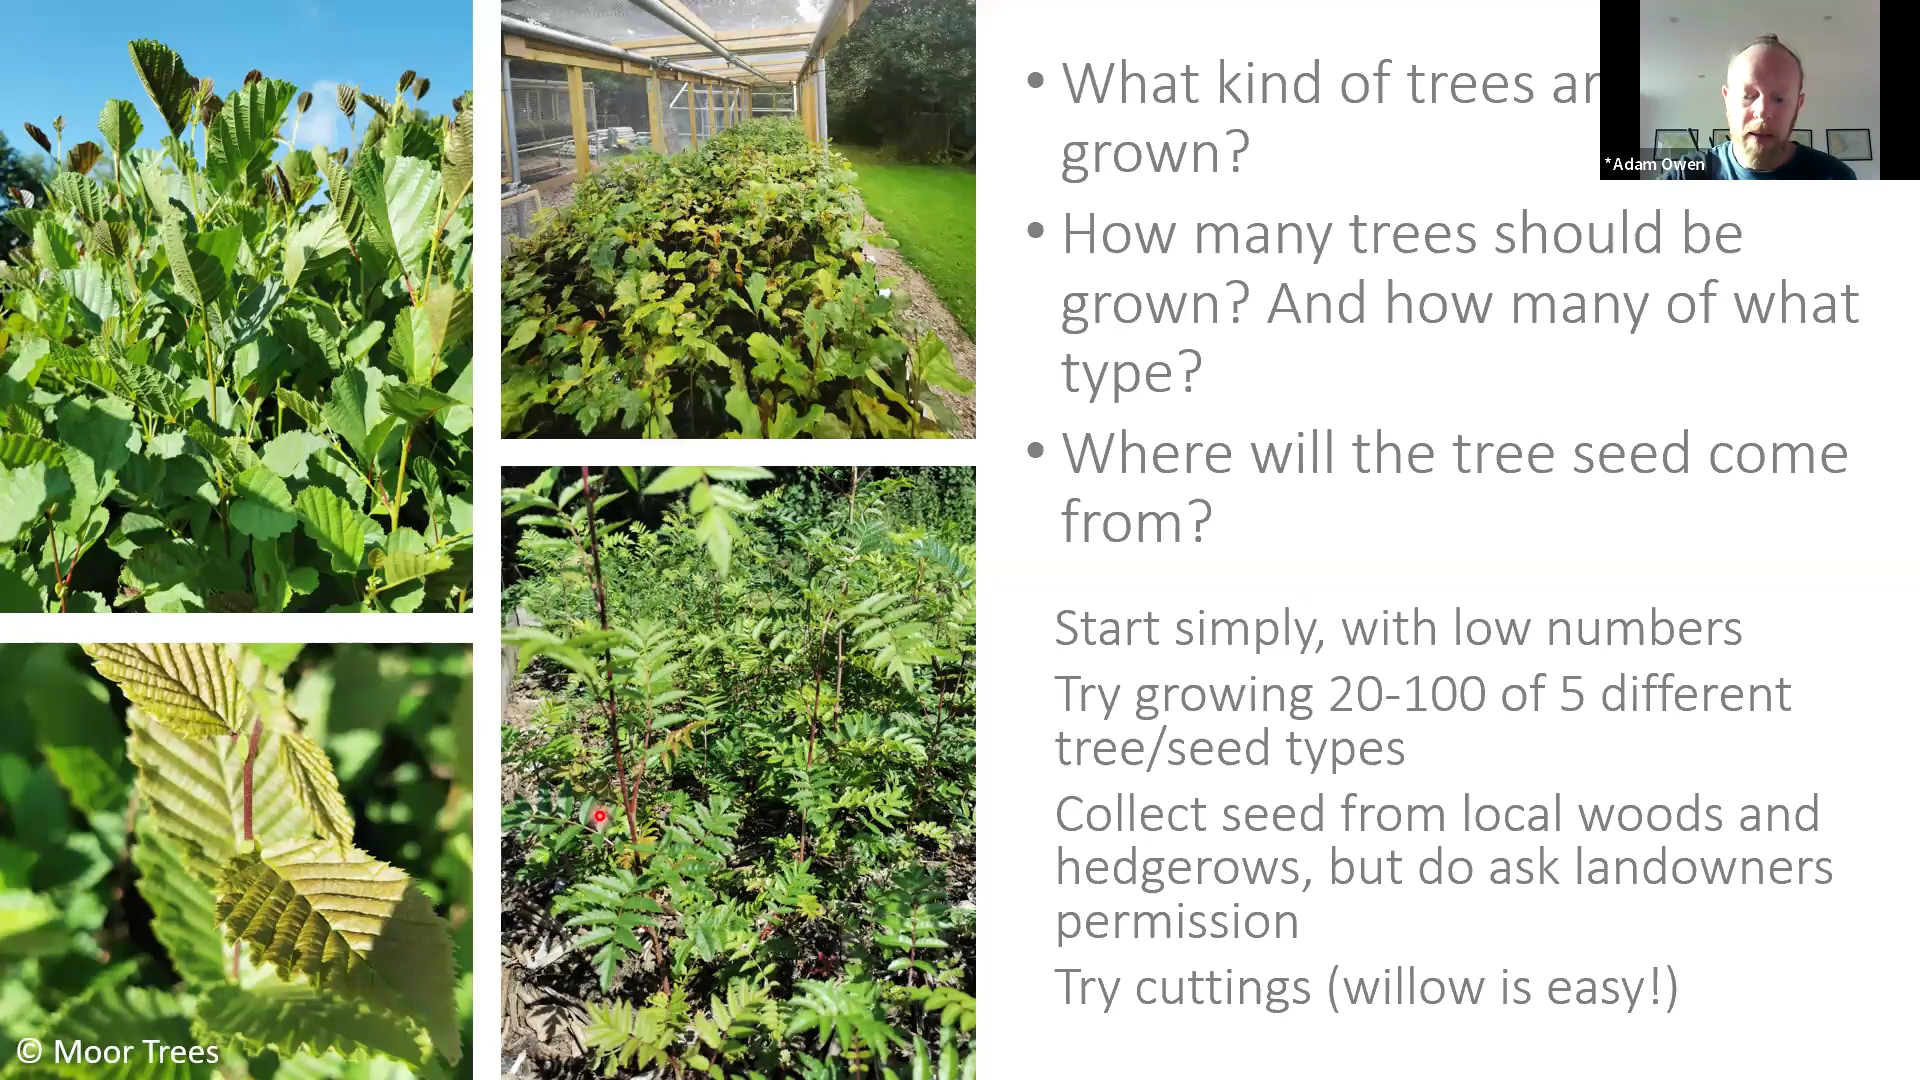 • What kind of trees
grown?
• How many trees should be
grown? And how many of what
type?
• Where will the tree seed come
from?
Start simply, with low numbers
Try growing 20-100 of 5 different
tree/seed types
Collect seed from local woods and
hedgerows, but do ask landowners
permission
Try cuttings (willow is easy!)
*Adam Owen
© Moor Trees